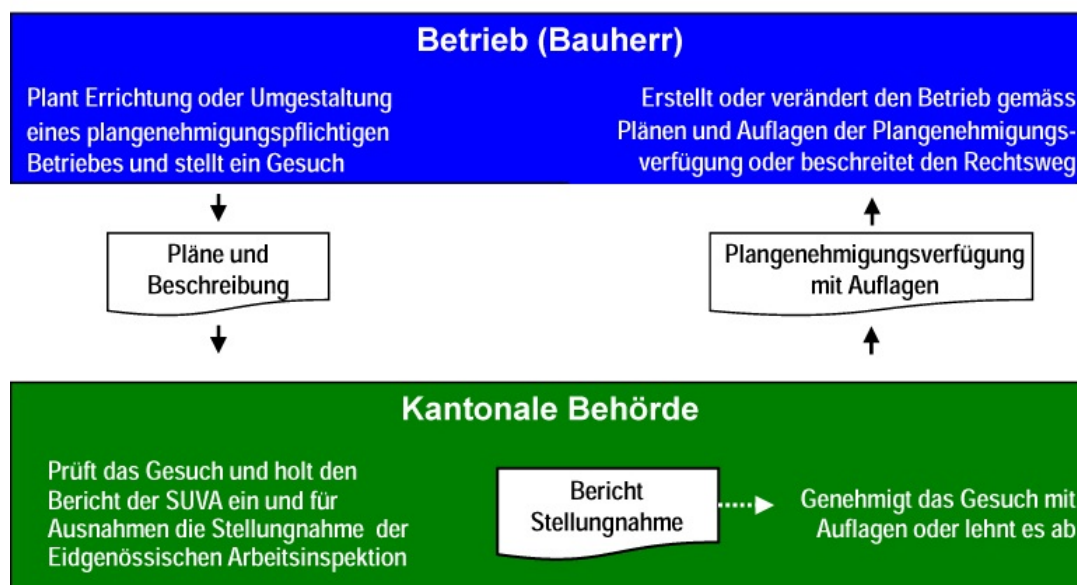 Betrieb (Bauherr)
Plant Errichtung oder Umgestaltung
eines plangenehmigungspflichtigen
Betriebes und stellt ein Gesuch
Erstellt oder verändert den Betrieb gemäss
Plänen und Auflagen der Plangenehmigungs-
verfügung oder beschreitet den Rechtsweg
Pläne und
Beschreibung
Plangenehmigungsverfügung
mit Auflagen
Kantonale Behörde
Prüft das Gesuch und holt den
Bericht der SUVA ein und für
Ausnahmen die Stellungnahme der
Eidgenössischen Arbeitsinspektion
Bericht
Stellungnahme
Genehmigt das Gesuch mit
Auflagen oder lehnt es ab